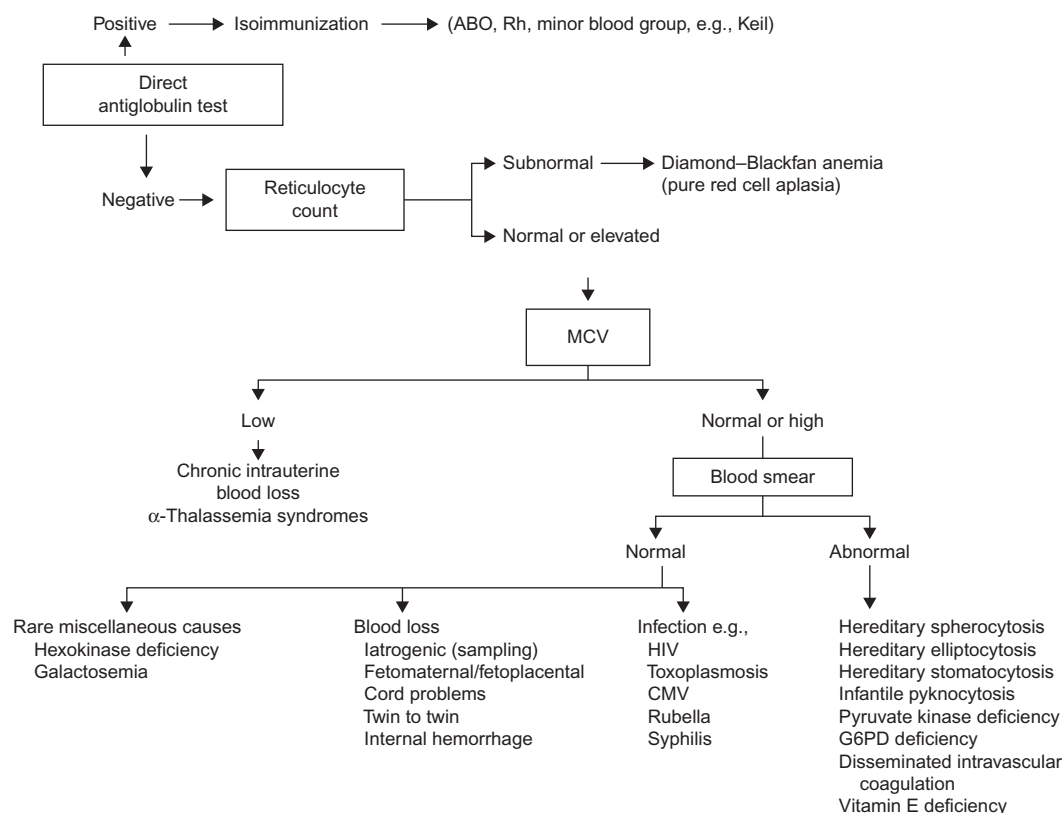 Positive Isoimmunization (ABO, Rh, minor blood group, e.g., Keil)
Direct
antiglobulin test
Negative
Reticulocyte
count
Subnormal Diamond–Blackfan anemia
(pure red cell aplasia)
Normal or elevated
MCV
Low
Normal or high
Chronic intrauterine
blood loss
α-Thalassemia syndromes
Blood smear
Normal
Abnormal
Rare miscellaneous causes
Hexokinase deficiency
Galactosemia
Blood loss
Iatrogenic (sampling)
Fetomaternal/fetoplacental
Cord problems
Twin to twin
Internal hemorrhage
Infection e.g.,
HIV
Toxoplasmosis
CMV
Rubella
Syphilis
Hereditary spherocytosis
Hereditary elliptocytosis
Hereditary stomatocytosis
Infantile pyknocytosis
Pyruvate kinase deficiency
G6PD deficiency
Disseminated intravascular
coagulation
Vitamin E deficiency